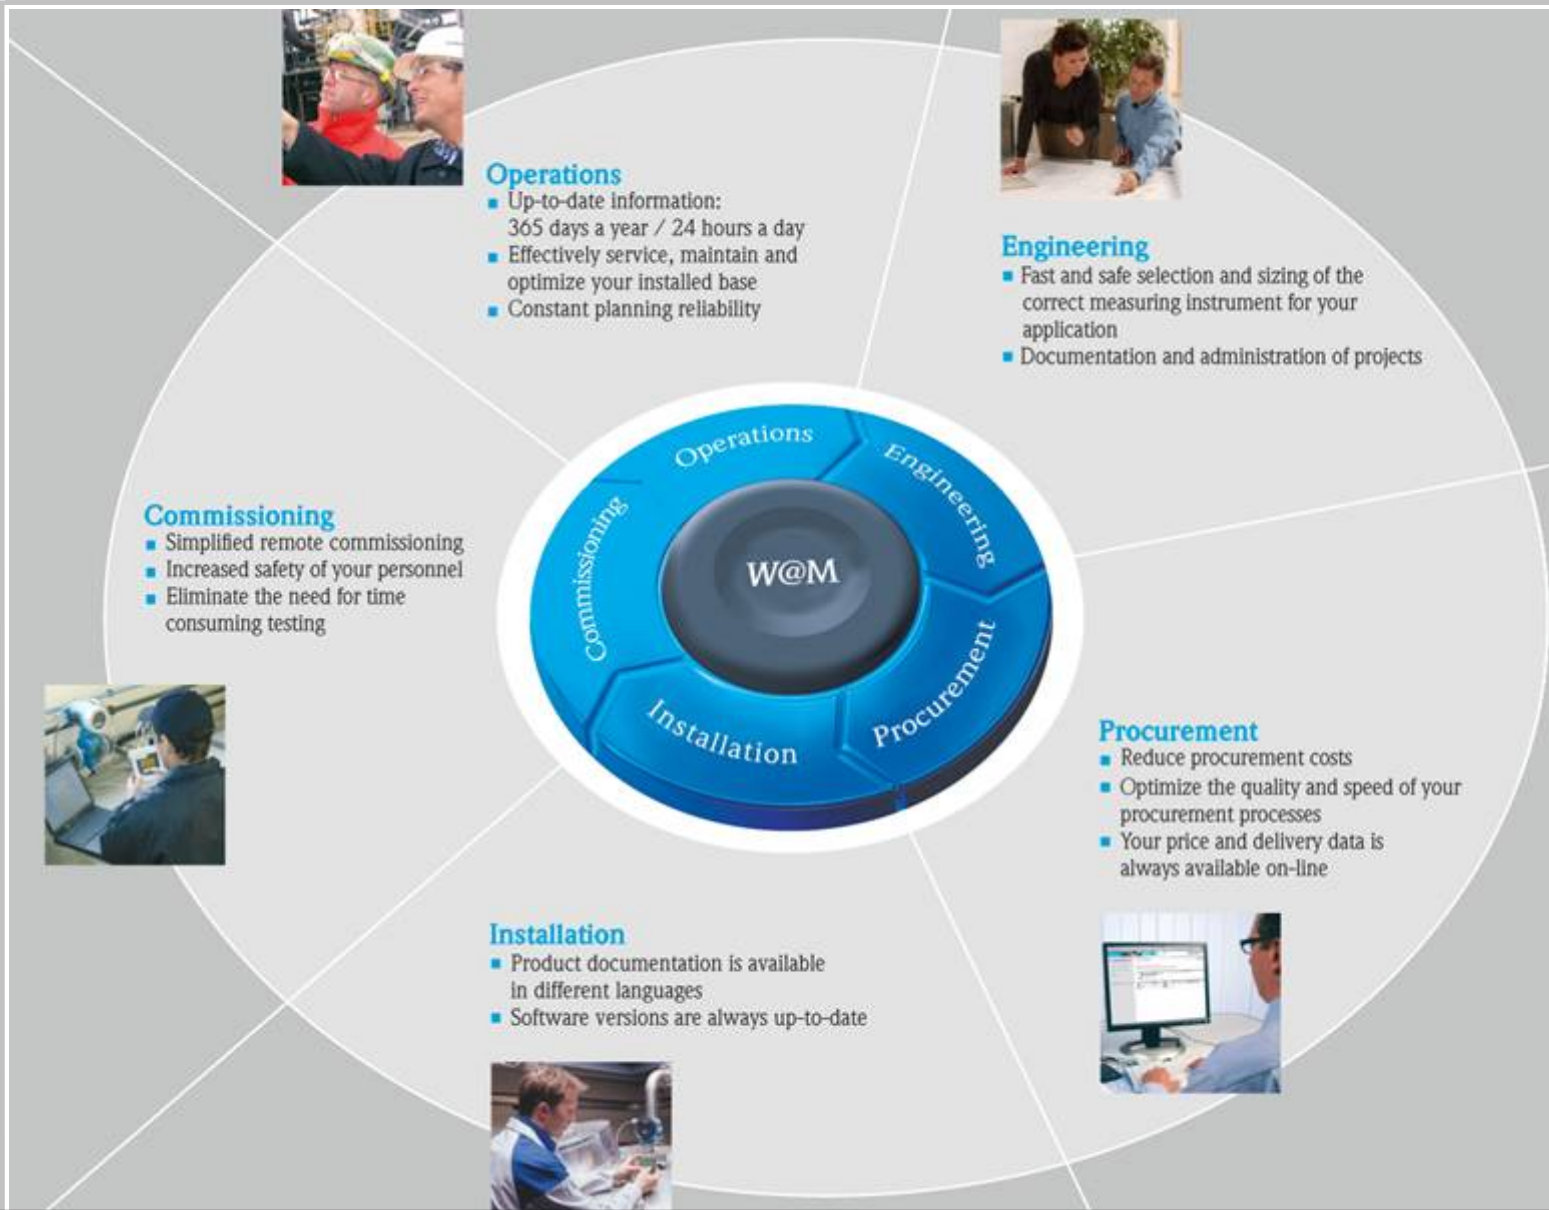 Operations
Up-to-date information:
365 days a year / 24 hours a day
Effectively service, maintain and
optimize your installed base
Constant planning reliability
Engineering
Fast and safe selection and sizing of the
correct measuring instrument for your
application
Documentation and administration of projects
Operations
Engineering
Commissioning
W@M
Procurement
Installation
Commissioning
Simplified remote commissioning
Increased safety of your personnel
Eliminate the need for time
consuming testing
Procurement
Reduce procurement costs
Optimize the quality and speed of your
procurement processes
Your price and delivery data is
always available on-line
Installation
Product documentation is available
in different languages
Software versions are always up-to-date